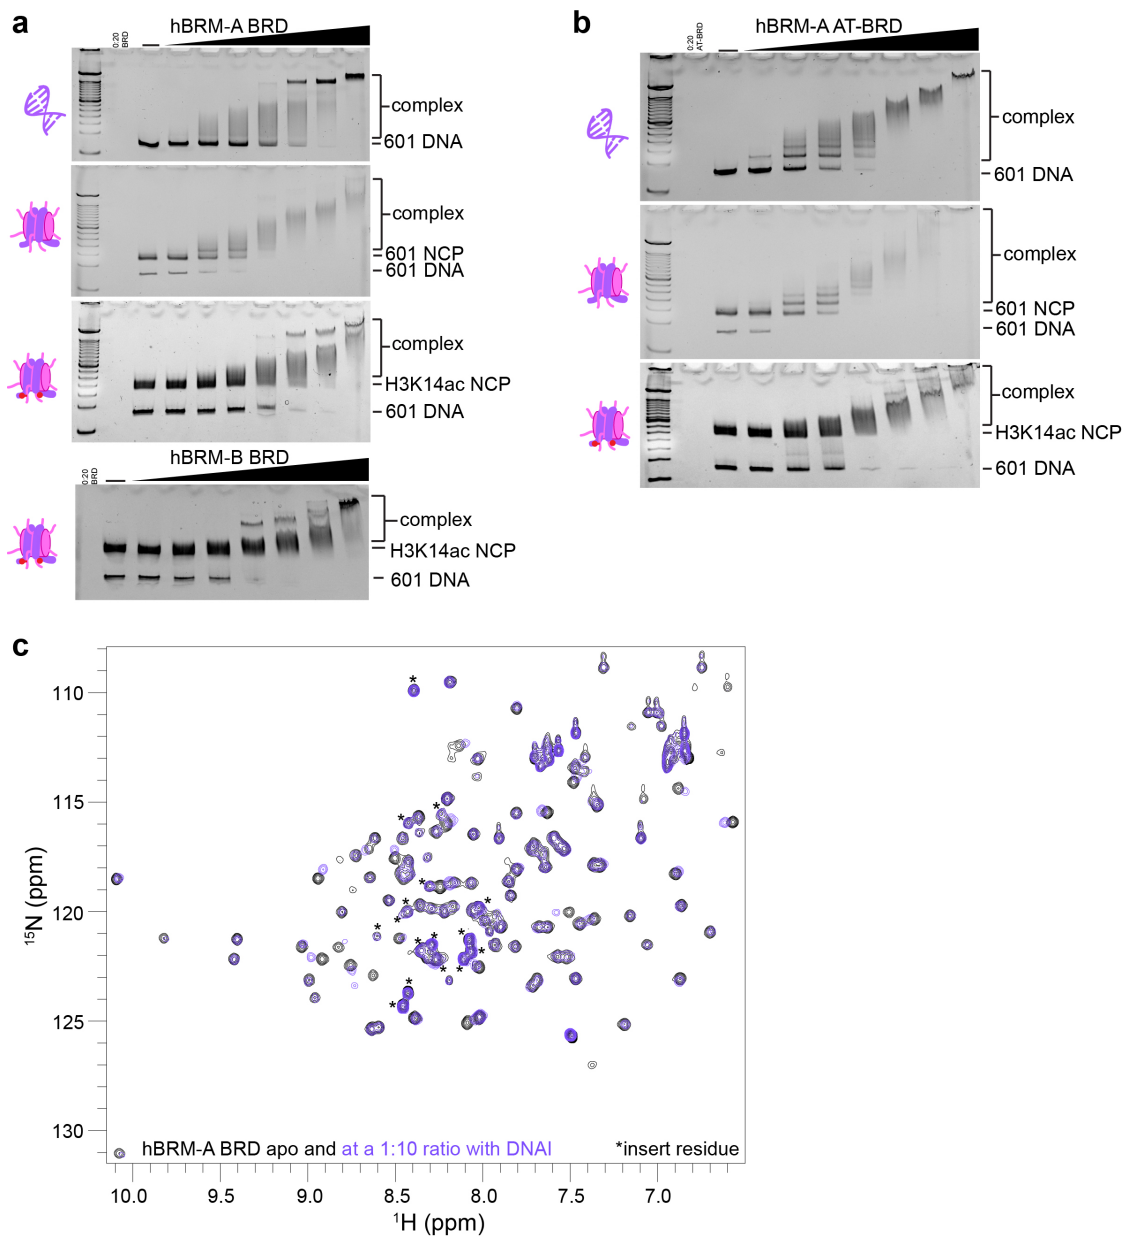 a
hBRM-A BRD
0:20
BRD
complex
601 DNA
complex
601 NCP
601 DNA
complex
H3K14ac NCP
601 DNA
hBRM-B BRD
0:20
BRD
complex
H3K14ac NCP
601 DNA
b
hBRM-A AT-BRD
0:20
AT-BRD
complex
601 DNA
complex
601 NCP
601 DNA
complex
H3K14ac NCP
601 DNA
c
110
115
120
125
130
15N (ppm)
hBRM-A BRD apo and at a 1:10 ratio with DNAI
*insert residue
10.0 9.5 9.0 8.5 8.0 7.5 7.0
1H (ppm)